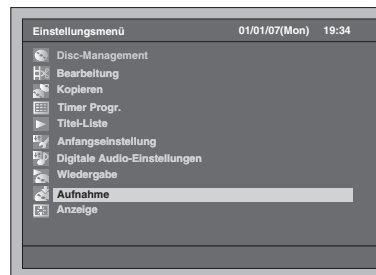 Einstellungsmenü 01/01/07(Mon) 19:34
Disc-Management
Bearbeitung
Kopieren
Timer Progr.
Titel-Liste
Anfangseinstellung
Digitale Audio-Einstellungen
Wiedergabe
Aufnahme
Anzeige